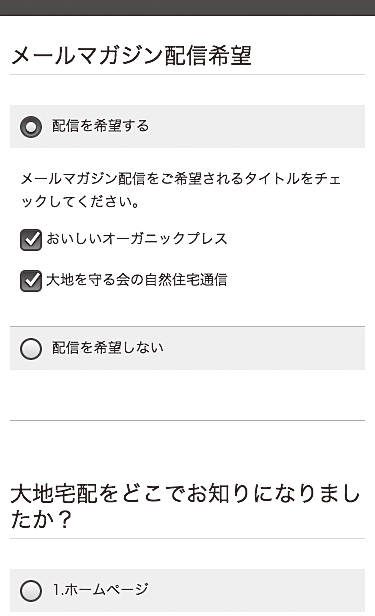 メールマガジン配信希望
配信を希望する
メールマガジン配信をご希望されるタイトルをチェ
ックしてください。
おいしいオーガニックプレス
大地を守る会の自然住宅通信
配信を希望しない
大地宅配をどこでお知りになりまし
たか？
1.ホームページ